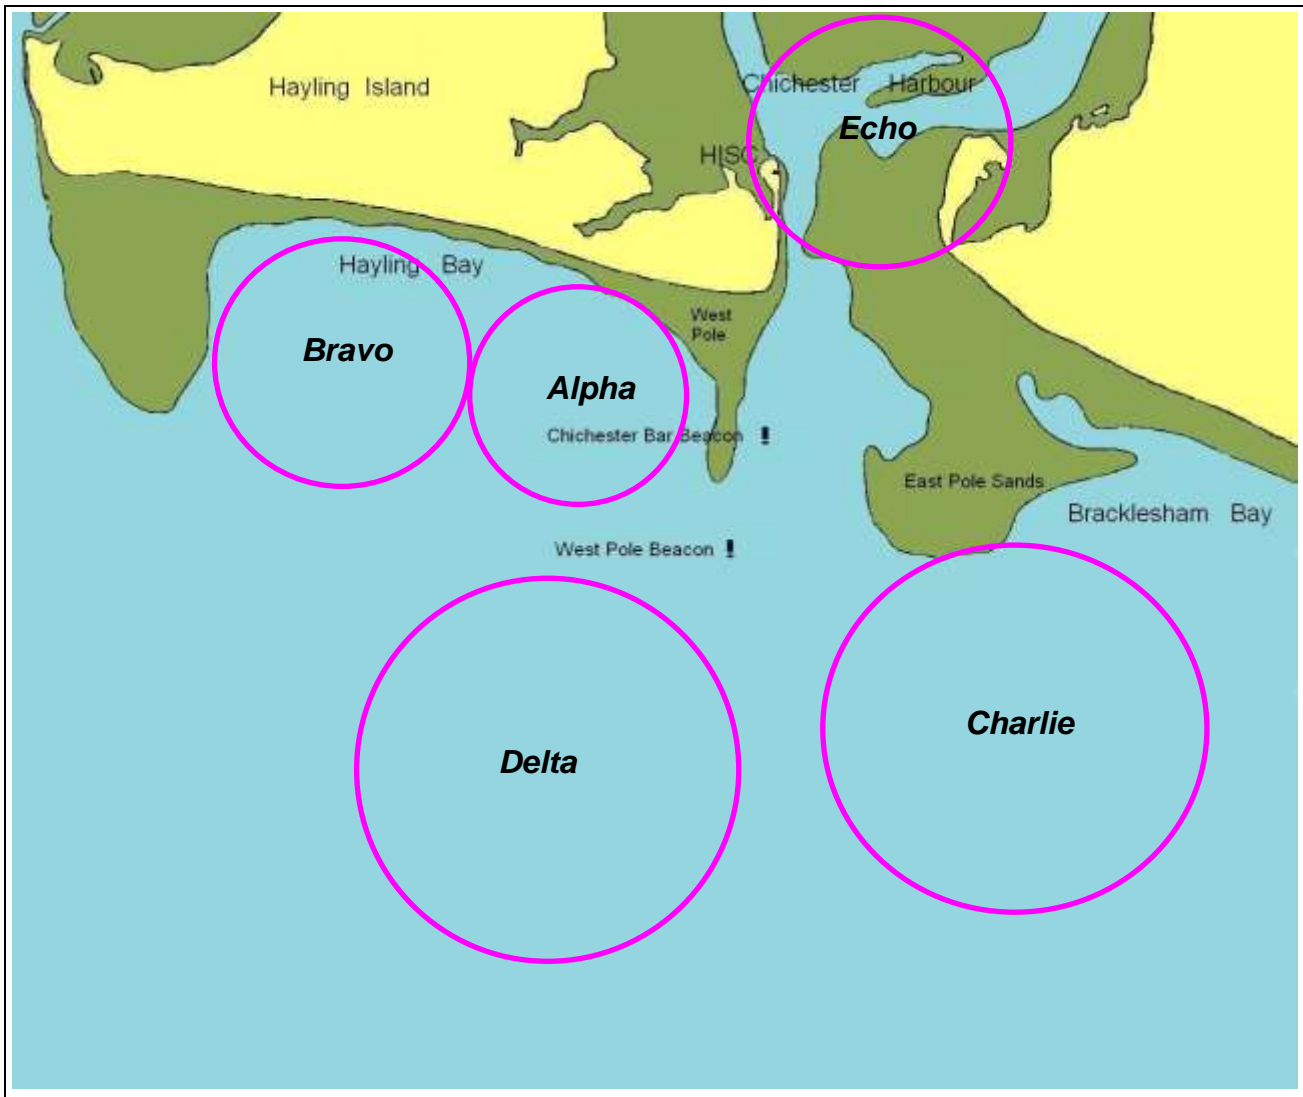 Hayling Island
Chichester Harbour
Echo
HISC
Hayling Bay
West
Pole
Bravo
Alpha
Chichester Bar Beacon
East Pole Sands
Bracklesham Bay
West Pole Beacon
Charlie
Delta